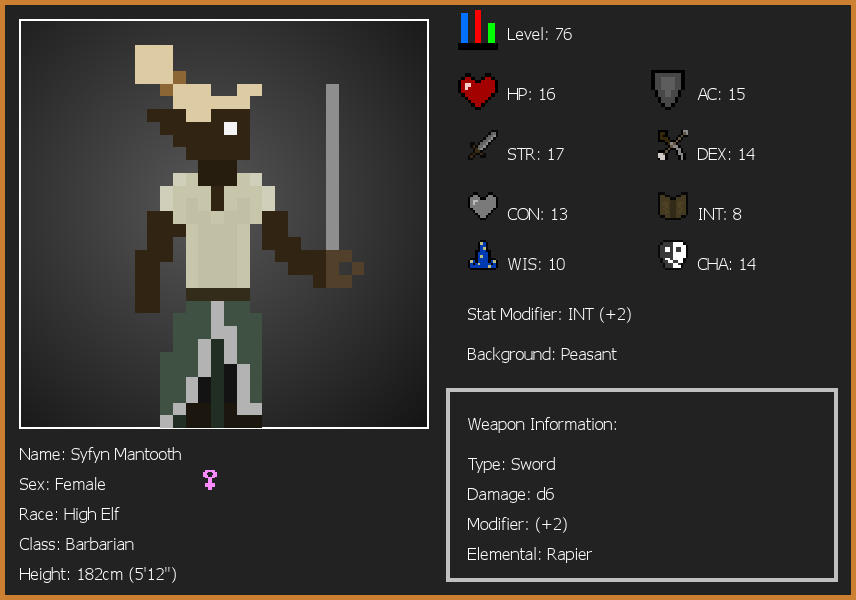 Level: 76
HP: 16
AC: 15
STR: 17
DEX: 14
CON: 13
INT: 8
WIS: 10
CHA: 14
Stat Modifier: INT (+2)
Background: Peasant
Weapon Information:
Type: Sword
Damage: d6
Modifier: (+2)
Elemental: Rapier
Name: Syfyn Mantooth
Sex: Female
Race: High Elf
Class: Barbarian
Height: 182cm (5'12")